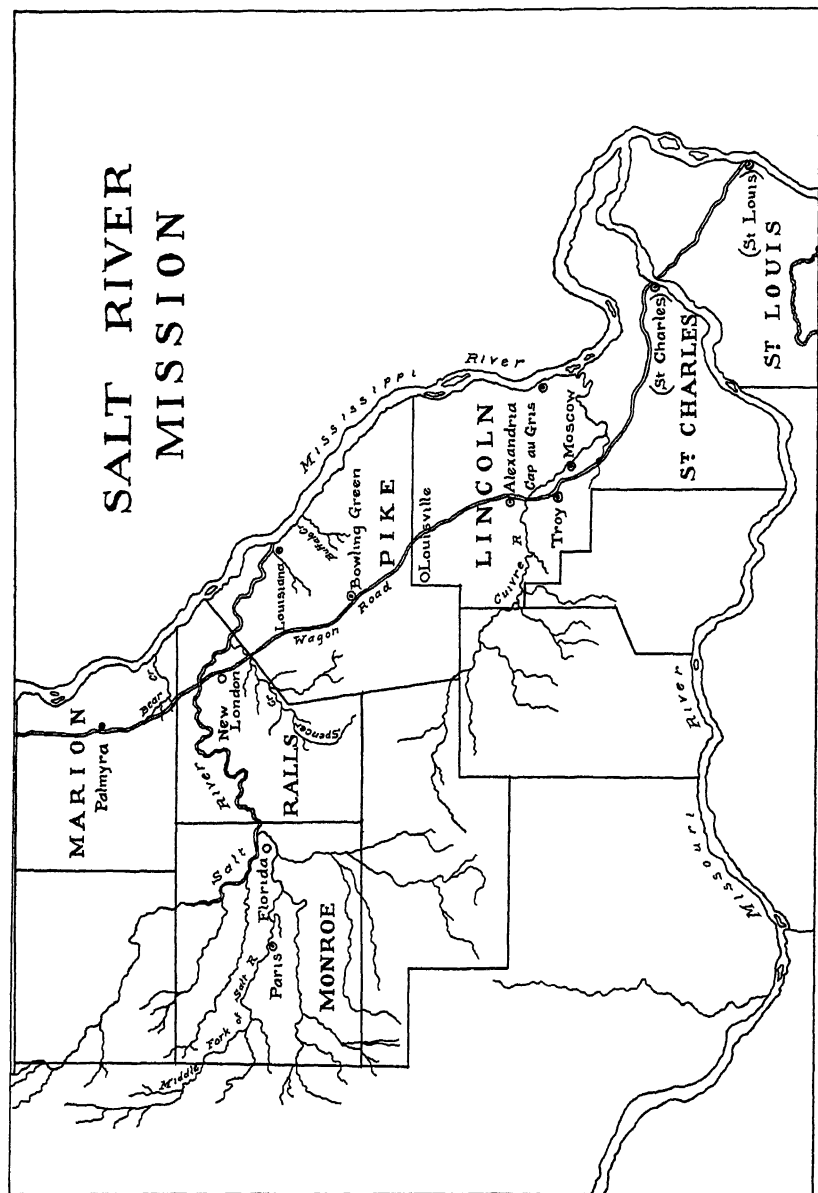 SALT RIVER
MISSION
MARION
Palmyra
Bear Cr.
Mississippi River
Salt River
New
London
RALLS
Spencer Cr.
Louisiana
Buffalo Cr.
Bowling Green
PIKE
Wagon Road
Florida
Paris
MONROE
Middle Fork of Salt R
Louisville
LINCOLN
Alexandria
Cap au Gris
Moscow
Troy
Cuivre R
(St Charles)
ST. CHARLES
(St Louis)
ST. LOUIS
Missouri River